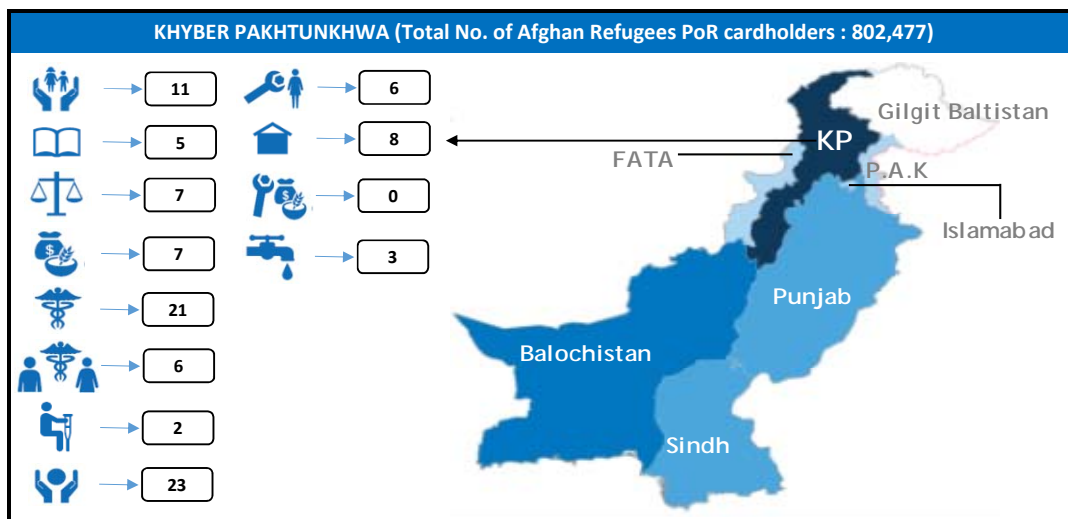 KHYBER PAKHTUNKHWA (Total No. of Afghan Refugees PoR cardholders : 802,477)
11
6
5
8
7
0
7
3
21
6
2
23
Gilgit Baltistan
KP
FATA
P.A.K
Islamabad
Punjab
Balochistan
Sindh